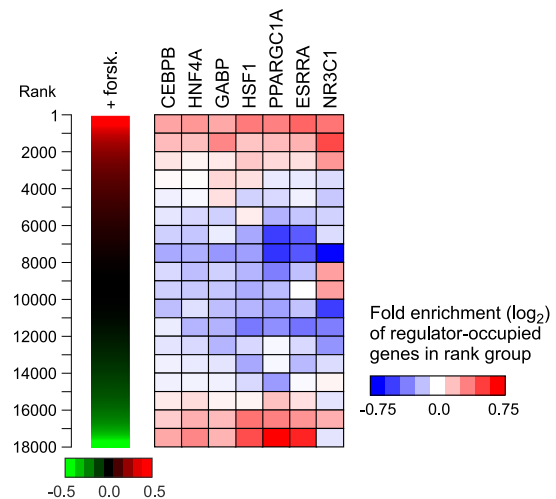 Rank
+ forsk.
CEBPB
HNF4A
GABP
HSF1
PPARGC1A
ESRRA
NR3C1
1
2000
4000
6000
8000
10000
12000
14000
16000
18000
-0.5
0.0
0.5
Fold enrichment (log2)
of regulator-occupied
genes in rank group
-0.75
0.0
0.75